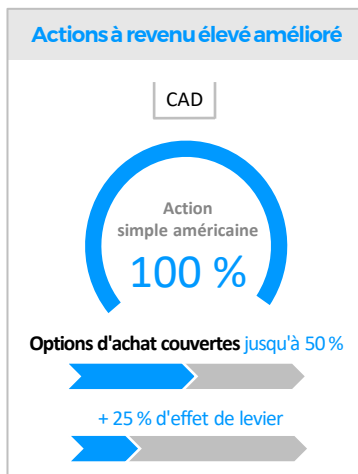 Actions à revenu élevé amélioré
CAD
Action
simple américaine
100 %
Options d'achat couvertes jusqu'à 50 %
+ 25 % d'effet de levier